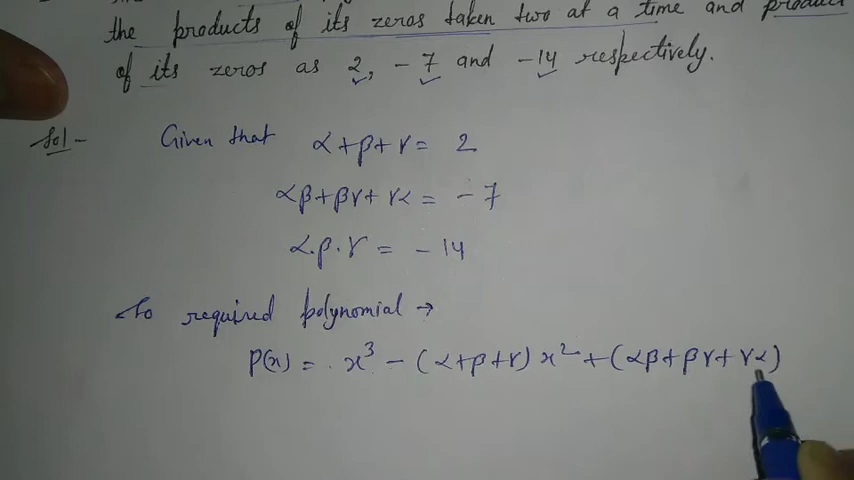 the products of its zeros taken two at a time and product
of its zeros as 2, -7 and -14 respectively.
Sol - Given that α+β+γ = 2
αβ+βγ+γα = -7
α.β.γ = -14
So required polynomial →
P(x) = x³ - (α+β+γ) x² + (αβ+βγ+γα)